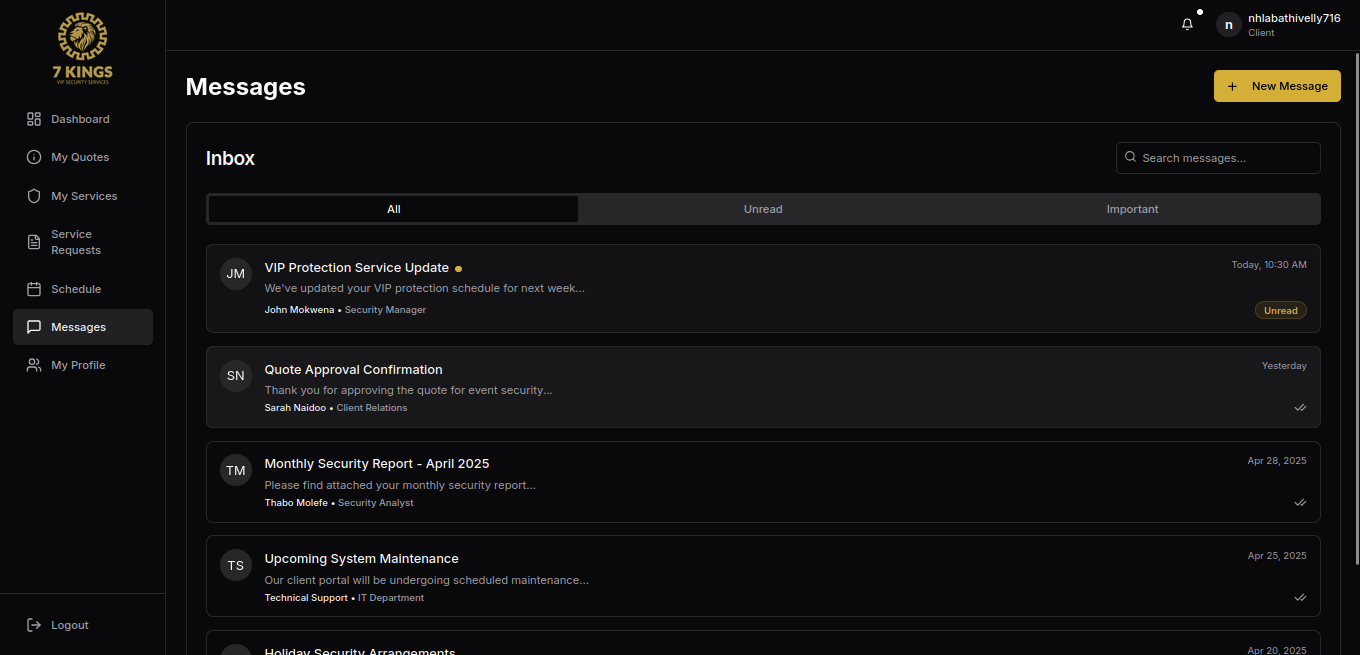 7 KINGS
VIP SECURITY SERVICES
Dashboard
My Quotes
My Services
Service
Requests
Schedule
Messages
My Profile
Logout
n
nhlabathivelly716
Client
Messages
+ New Message
Inbox
Search messages...
All
Unread
Important
JM
VIP Protection Service Update
Today, 10:30 AM
We've updated your VIP protection schedule for next week...
John Mokwena • Security Manager
Unread
SN
Quote Approval Confirmation
Yesterday
Thank you for approving the quote for event security...
Sarah Naidoo • Client Relations
TM
Monthly Security Report - April 2025
Apr 28, 2025
Please find attached your monthly security report...
Thabo Molefe • Security Analyst
TS
Upcoming System Maintenance
Apr 25, 2025
Our client portal will be undergoing scheduled maintenance...
Technical Support • IT Department
Holiday Security Arrangements
Apr 20, 2025